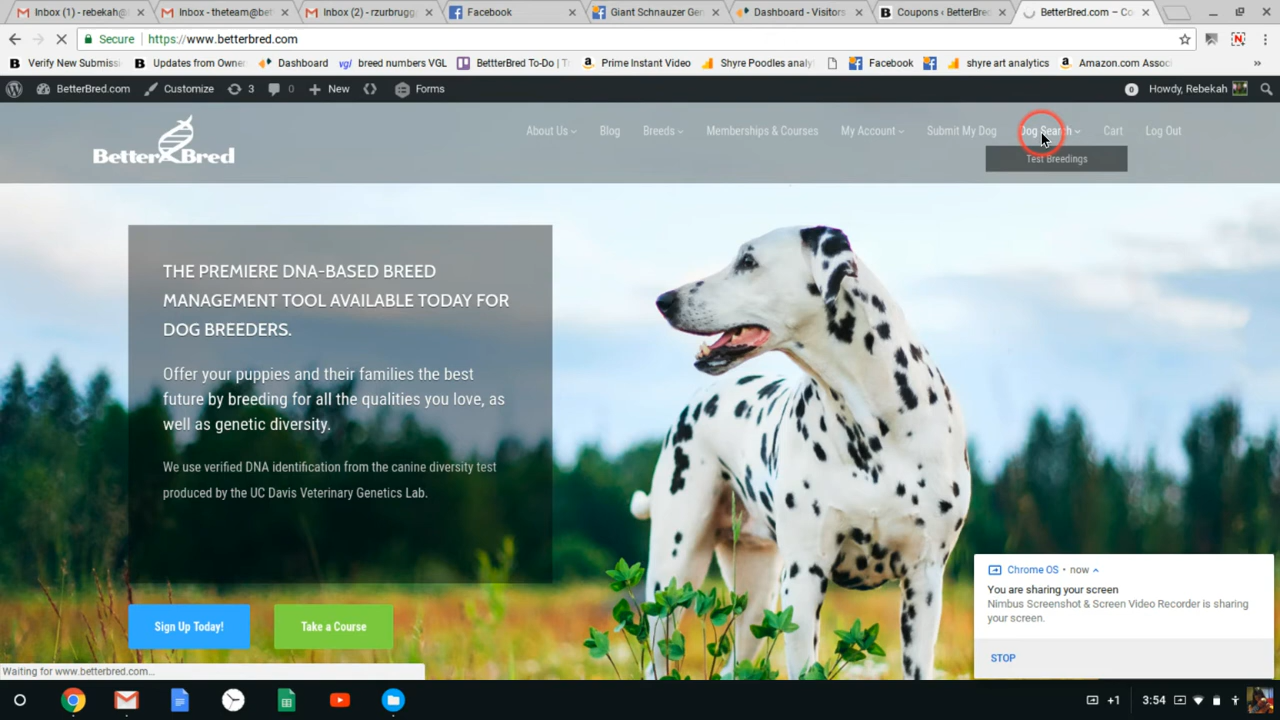 Inbox (1) - rebekah@
Inbox - theteam@be
Inbox (2) - rzurbrugg
Facebook
Giant Schnauzer Ge
Dashboard - Visitors
Coupons ‹ BetterBre
BetterBred.com – Co
Secure
https://www.betterbred.com
Verify New Submiss
Updates from Owne
Dashboard
vgl
breed numbers VGL
BettterBred To-Do | T
Prime Instant Video
Shyre Poodles analy
Facebook
shyre art analytics
Amazon.com Assoc
»
BetterBred.com
Customize
3
0
New
Forms
0
Howdy, Rebekah
BetterBred
About Us
Blog
Breeds
Memberships & Courses
My Account
Submit My Dog
Dog Search
Cart
Log Out
Test Breedings
THE PREMIERE DNA-BASED BREED
MANAGEMENT TOOL AVAILABLE TODAY FOR
DOG BREEDERS.
Offer your puppies and their families the best
future by breeding for all the qualities you love, as
well as genetic diversity.
We use verified DNA identification from the canine diversity test
produced by the UC Davis Veterinary Genetics Lab.
Sign Up Today!
Take a Course
Chrome OS • now
You are sharing your screen
Nimbus Screenshot & Screen Video Recorder is sharing
your screen.
STOP
Waiting for www.betterbred.com...
+1
3:54